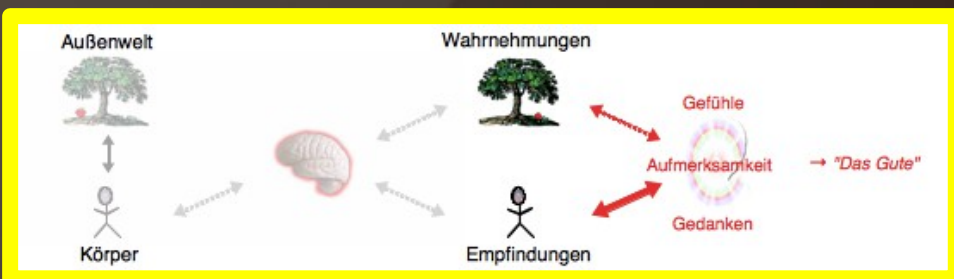 Außenwelt
Wahrnehmungen
Gefühle
Aufmerksamkeit
→ "Das Gute"
Gedanken
Körper
Empfindungen